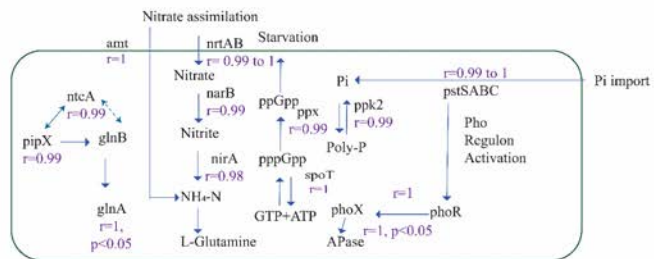 Nitrate assimilation
amt
r=1
nrtAB
r= 0.99 to 1
Starvation
Nitrate
narB
r=0.99
Nitrite
nirA
r=0.98
NH₄-N
L-Glutamine
ntcA
r=0.99
pipX
r=0.99
glnB
glnA
r=1,
p<0.05
ppGpp
ppx
r=0.99
pppGpp
spoT
r=1
GTP+ATP
Pi
ppk2
r=0.99
Poly-P
r=0.99 to 1
pstSABC
Pi import
Pho
Regulon
Activation
r=1
phoX
phoR
r=1, p<0.05
APase